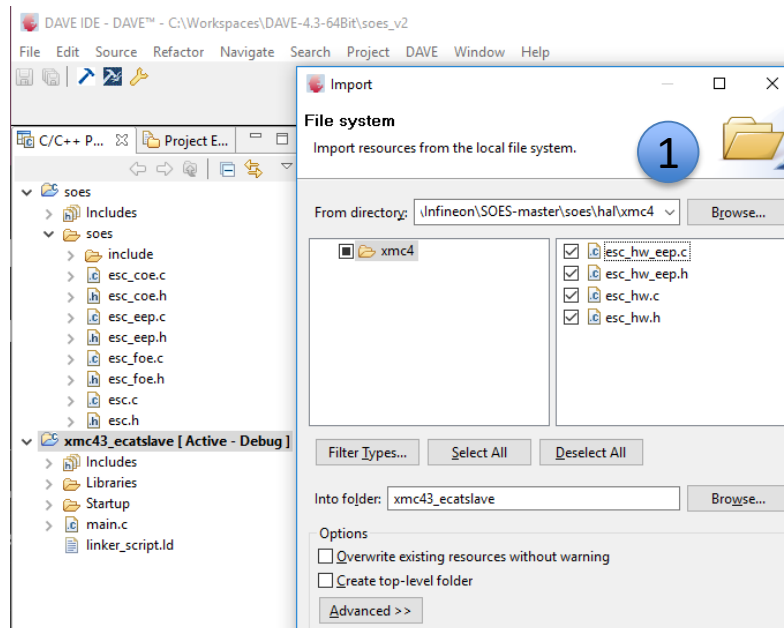 DAVE IDE - DAVE™ - C:\Workspaces\DAVE-4.3-64Bit\soes_v2
File Edit Source Refactor Navigate Search Project DAVE Window Help
Import
File system
Import resources from the local file system.
1
From directory: \Infineon\SOES-master\soes\hal\xmc4 Browse...
xmc4
esc_hw_eep.c
esc_hw_eep.h
esc_hw.c
esc_hw.h
Filter Types... Select All Deselect All
Into folder: xmc43_ecatslave Browse...
Options
Overwrite existing resources without warning
Create top-level folder
Advanced >>
C/C++ P... Project E...
soes
Includes
soes
include
esc_coe.c
esc_coe.h
esc_eep.c
esc_eep.h
esc_foe.c
esc_foe.h
esc.c
esc.h
xmc43_ecatslave [ Active - Debug ]
Includes
Libraries
Startup
main.c
linker_script.ld